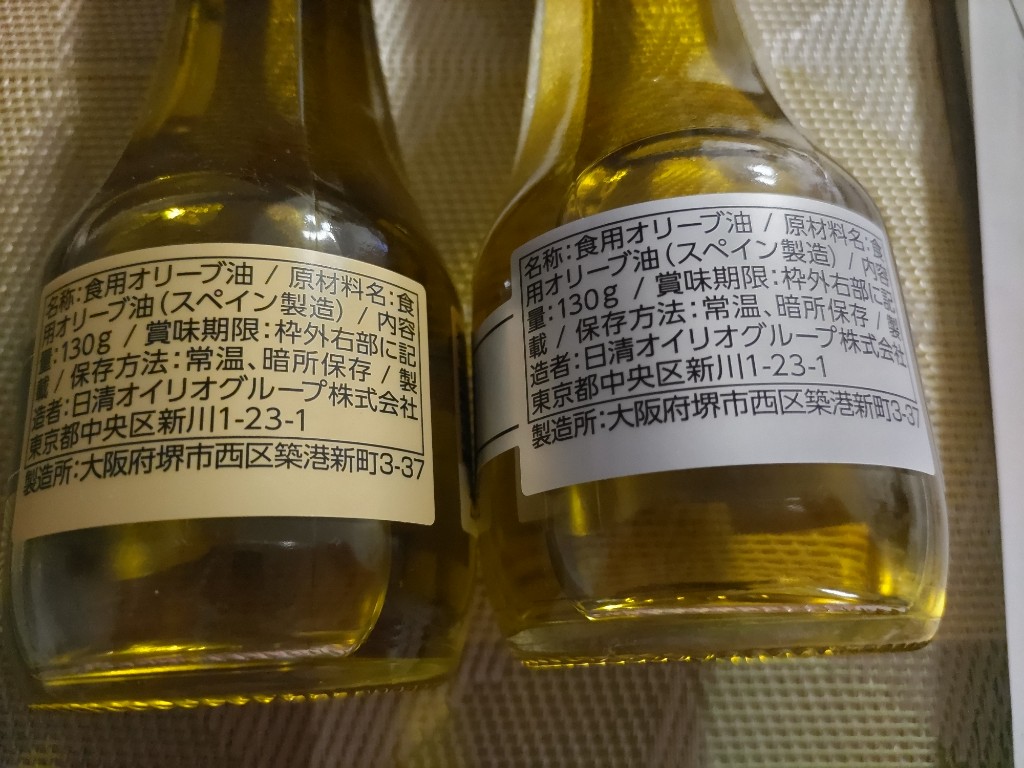 名称:食用オリーブ油 / 原材料名:食
用オリーブ油(スペイン製造) / 内容
量:130g / 賞味期限:枠外右部に記
載 / 保存方法:常温、暗所保存 / 製
造者:日清オイリオグループ株式会社
東京都中央区新川1-23-1
製造所:大阪府堺市西区築港新町3-37
名称:食用オリーブ油 / 原材料名:食
用オリーブ油(スペイン製造) / 内容
量:130g / 賞味期限:枠外右部に記
載 / 保存方法:常温、暗所保存 / 製
造者:日清オイリオグループ株式会社
東京都中央区新川1-23-1
製造所:大阪府堺市西区築港新町3-37